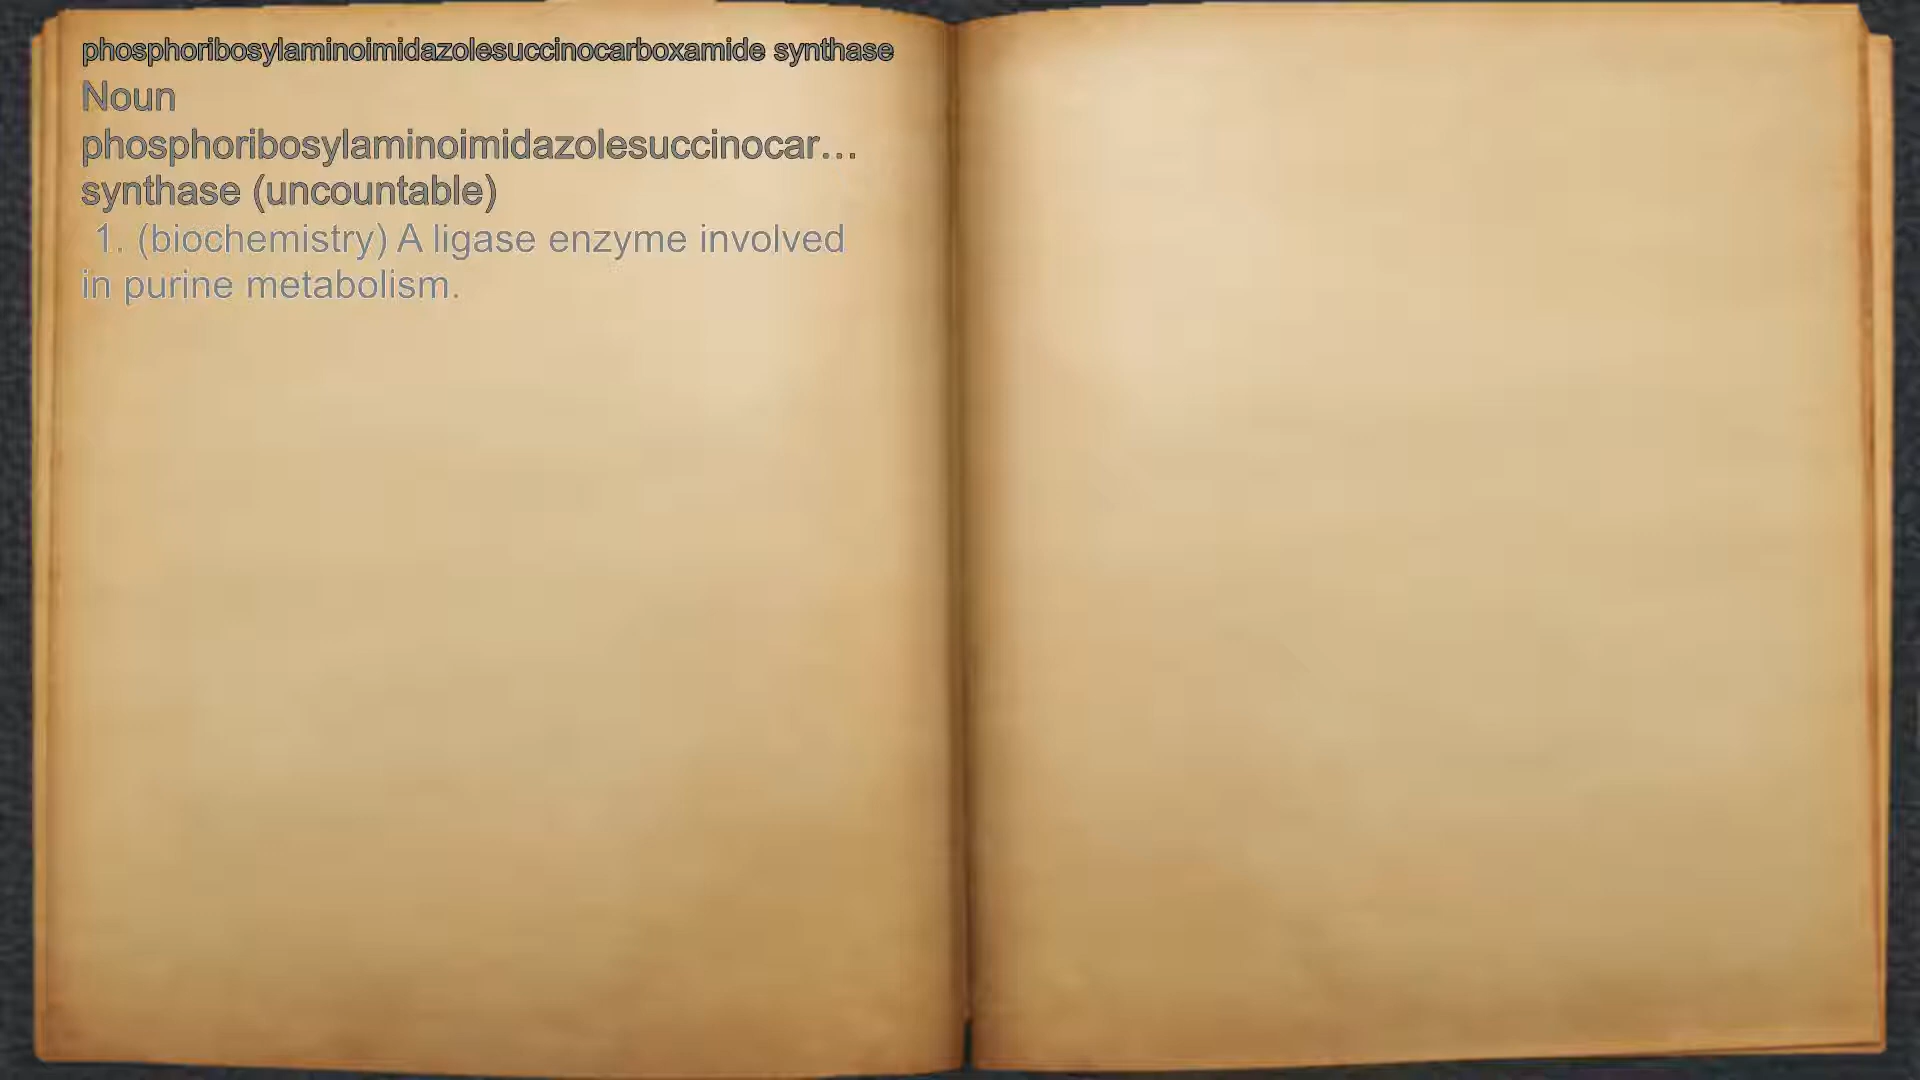 phosphoribosylaminoimidazolesuccinocarboxamide synthase
Noun
phosphoribosylaminoimidazolesuccinocar…
synthase (uncountable)
1. (biochemistry) A ligase enzyme involved
in purine metabolism.